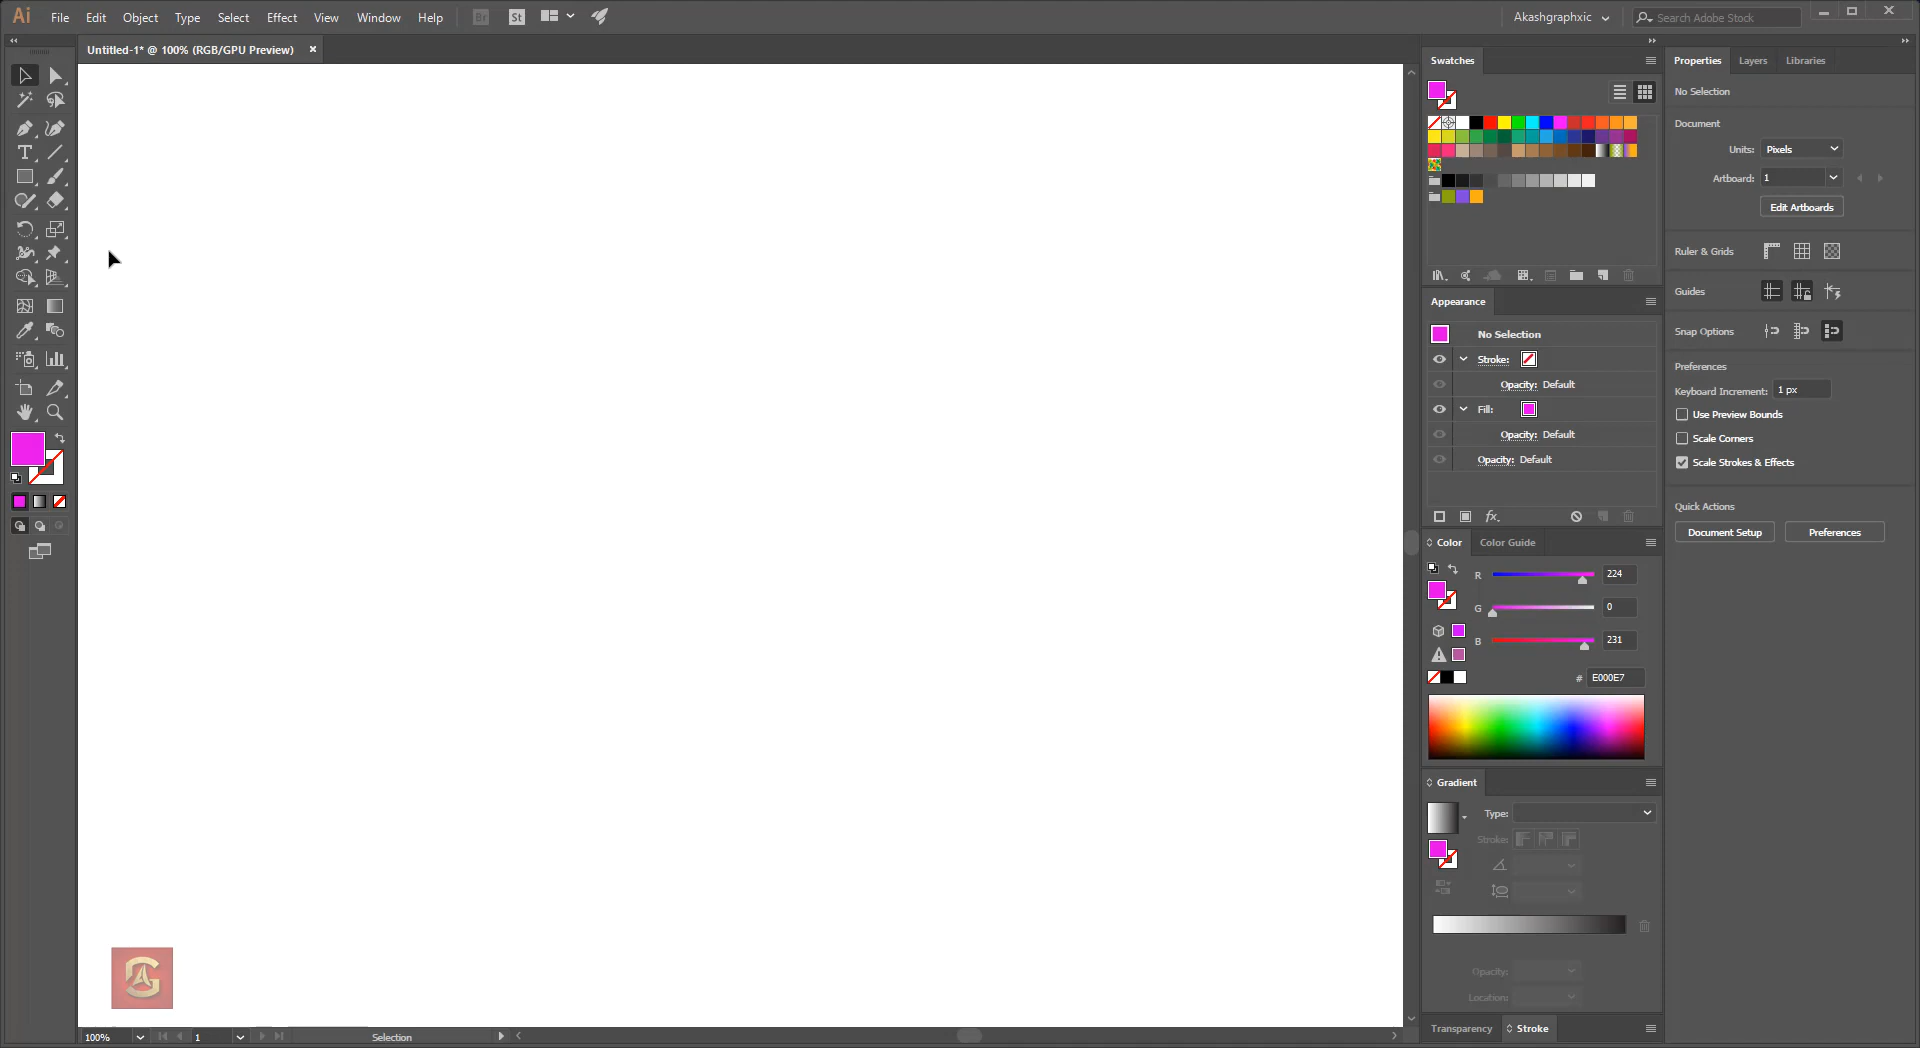 Ai File Edit Object Type Select Effect View Window Help Br St Akashgraphxic Search Adobe Stock
Untitled-1* @ 100% (RGB/GPU Preview)
Swatches
Properties Layers Libraries
No Selection
Document
Units: Pixels
Artboard: 1
Edit Artboards
Ruler & Grids
Guides
Snap Options
Preferences
Keyboard Increment: 1 px
Use Preview Bounds
Scale Corners
Scale Strokes & Effects
Quick Actions
Document Setup Preferences
Appearance
No Selection
Stroke:
Opacity: Default
Fill:
Opacity: Default
Opacity: Default
fx
Color Color Guide
R 224
G 0
B 231
# E000E7
Gradient
Type:
Stroke:
Opacity:
Location:
Transparency Stroke
G
100% 1 Selection